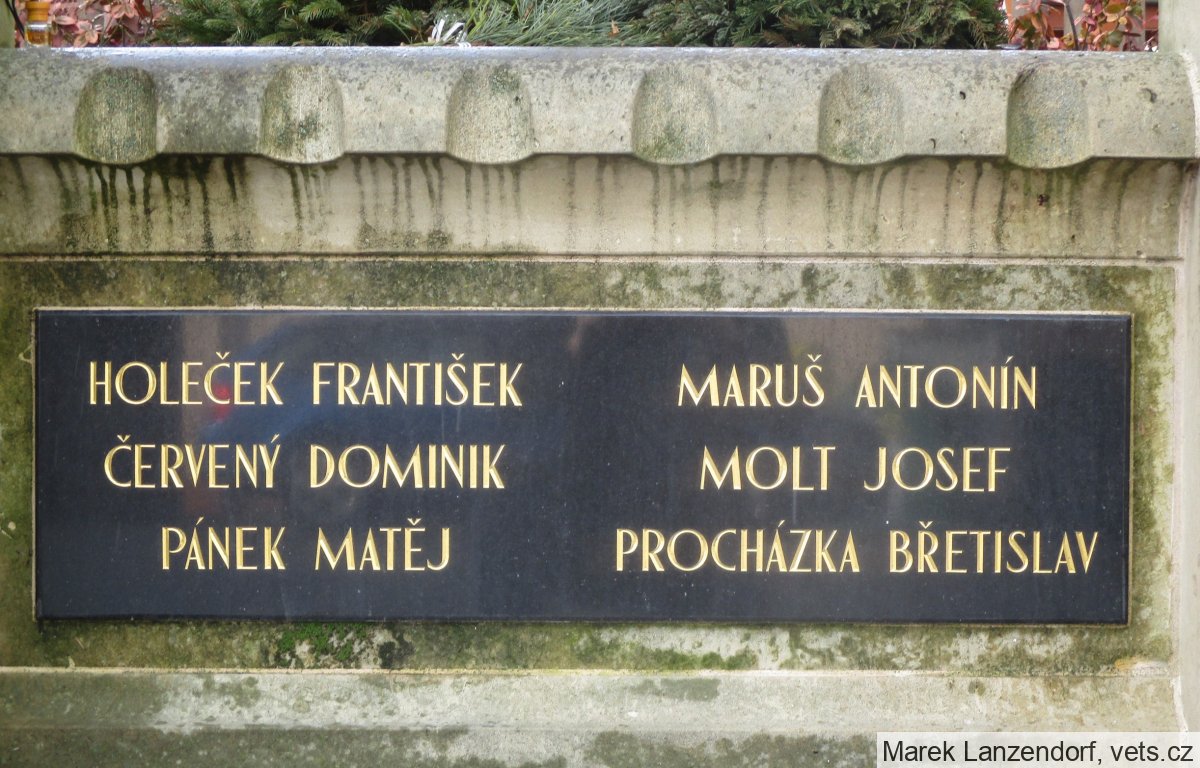 HOLEČEK FRANTIŠEK
ČERVENÝ DOMINIK
PÁNEK MATĚJ
MARUŠ ANTONÍN
MOLT JOSEF
PROCHÁZKA BŘETISLAV
Marek Lanzendorf, vets.cz